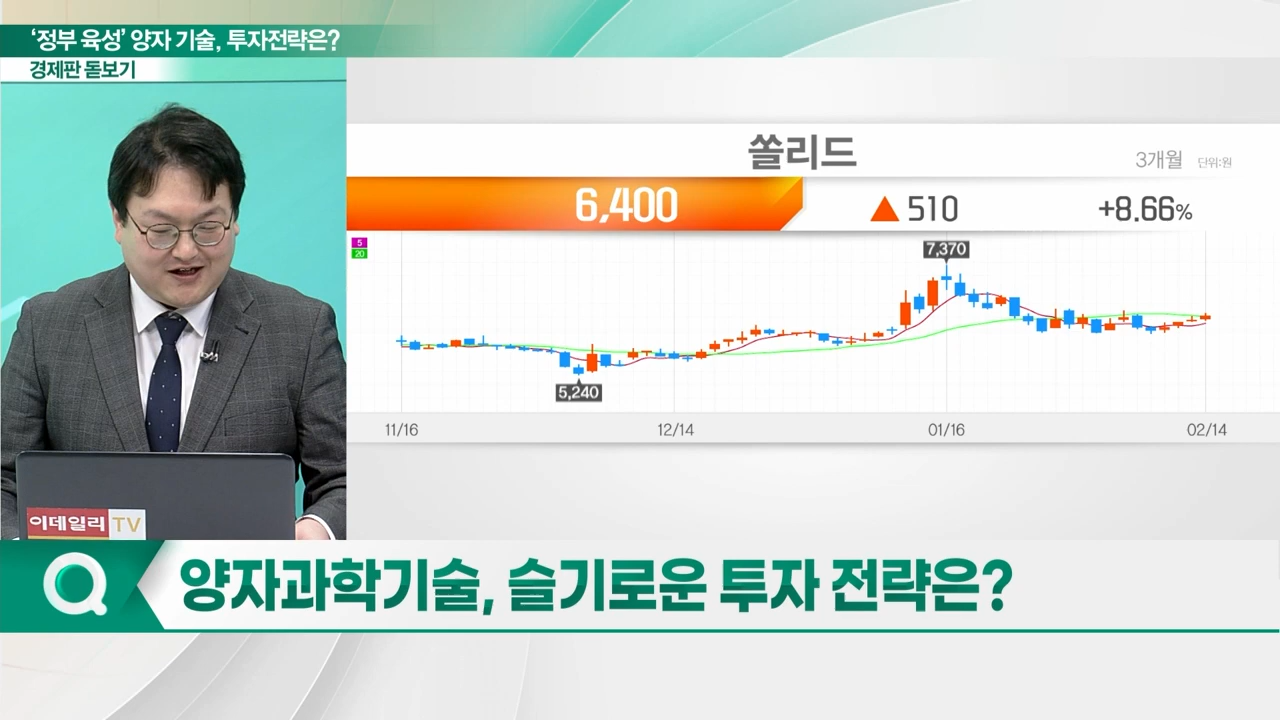 ‘정부 육성’ 양자 기술, 투자전략은?
경제판 돋보기
쏠리드
3개월 단위:원
6,400 ▲ 510 +8.66%
5
20
7,370
5,240
11/16 12/14 01/16 02/14
이데일리 TV
양자과학기술, 슬기로운 투자 전략은?